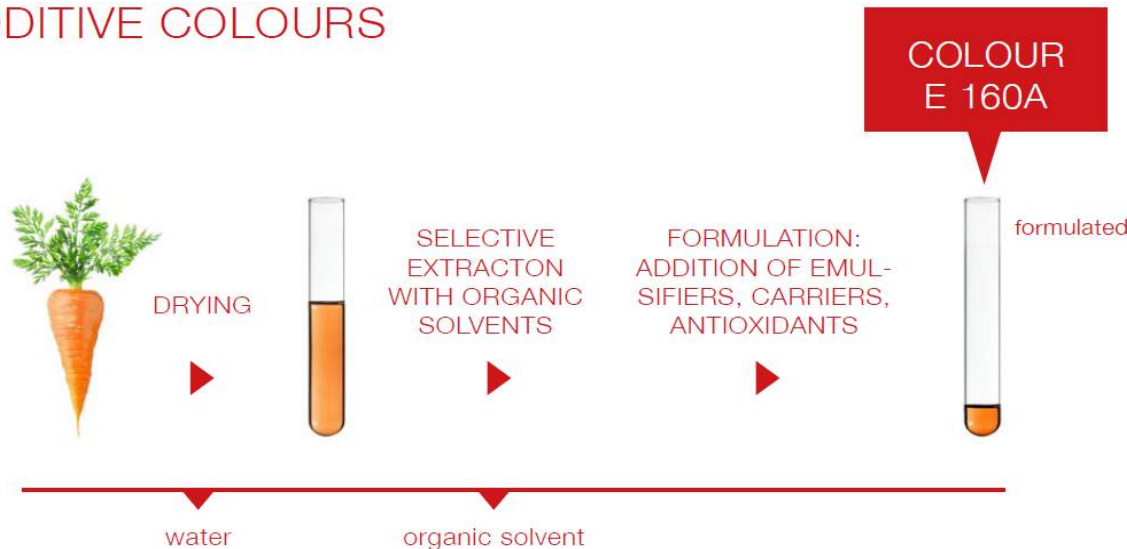 DDITIVE COLOURS
COLOUR
E 160A
formulated
DRYING
SELECTIVE
EXTRACTON
WITH ORGANIC
SOLVENTS
FORMULATION:
ADDITION OF EMUL-
SIFIERS, CARRIERS,
ANTIOXIDANTS
water
organic solvent